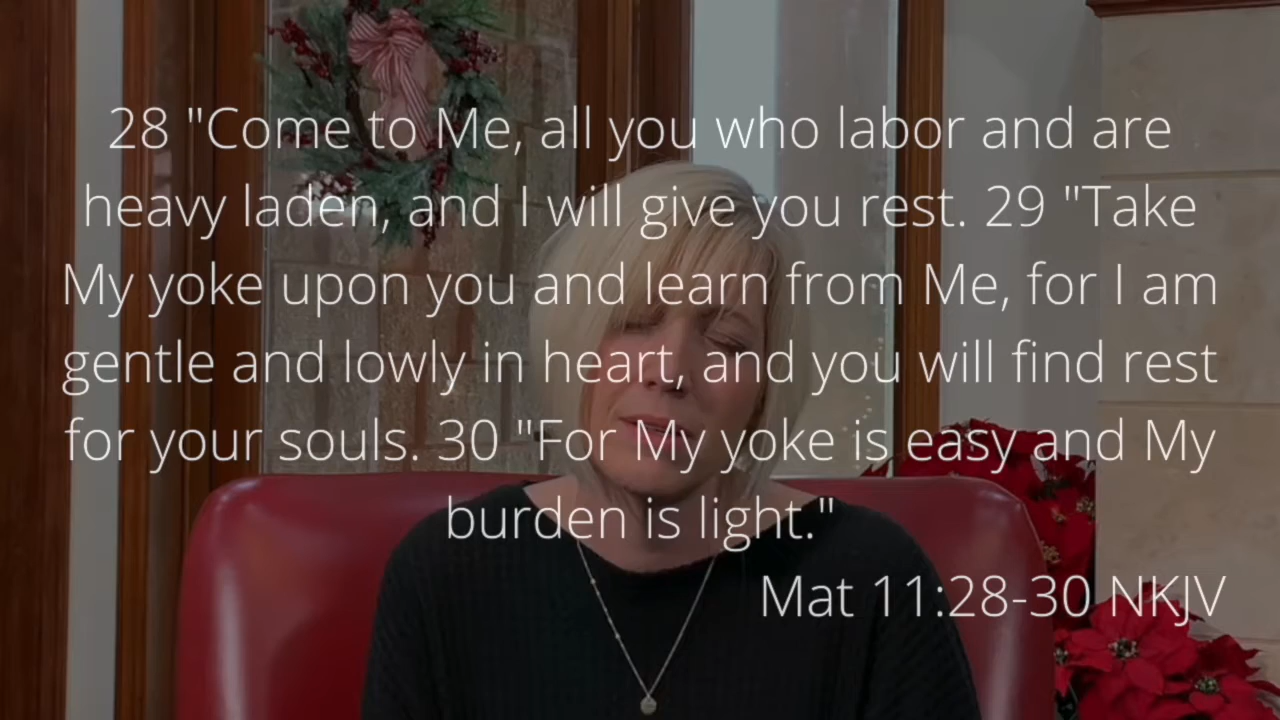 28 "Come to Me, all you who labor and are
heavy laden, and I will give you rest. 29 "Take
My yoke upon you and learn from Me, for I am
gentle and lowly in heart, and you will find rest
for your souls. 30 "For My yoke is easy and My
burden is light."
Mat 11:28-30 NKJV